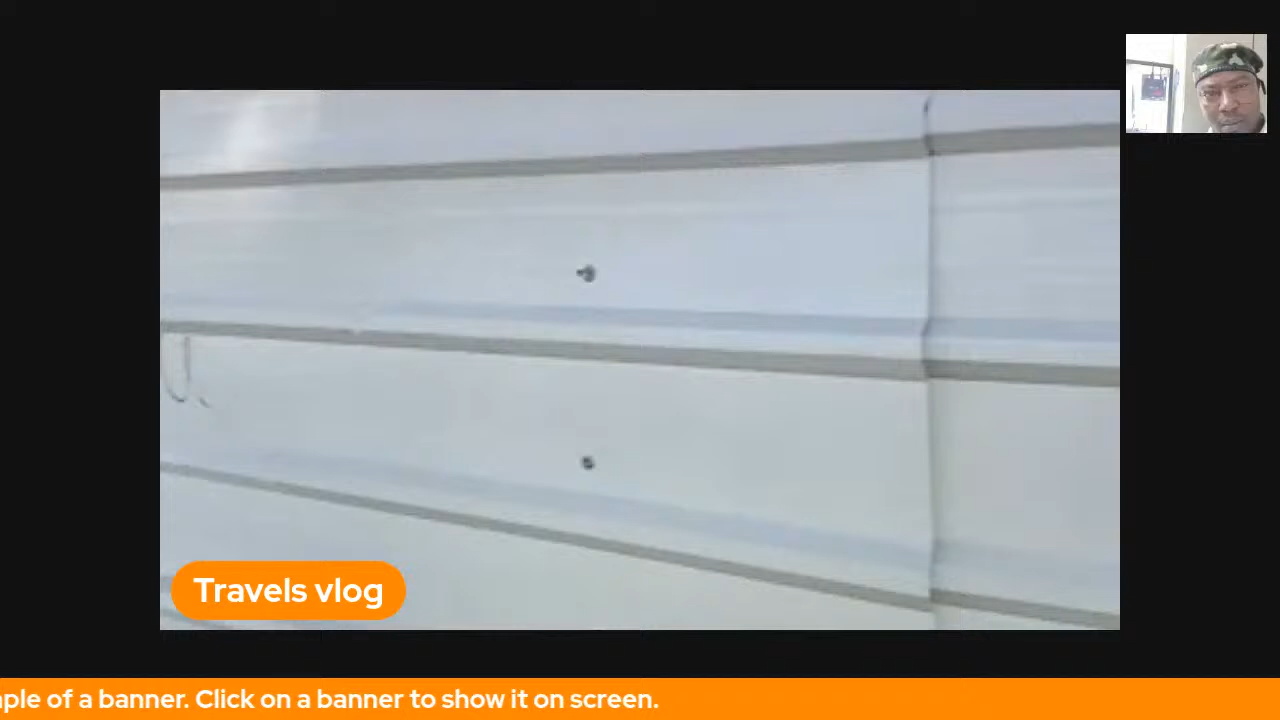 Travels vlog
ple of a banner. Click on a banner to show it on screen.